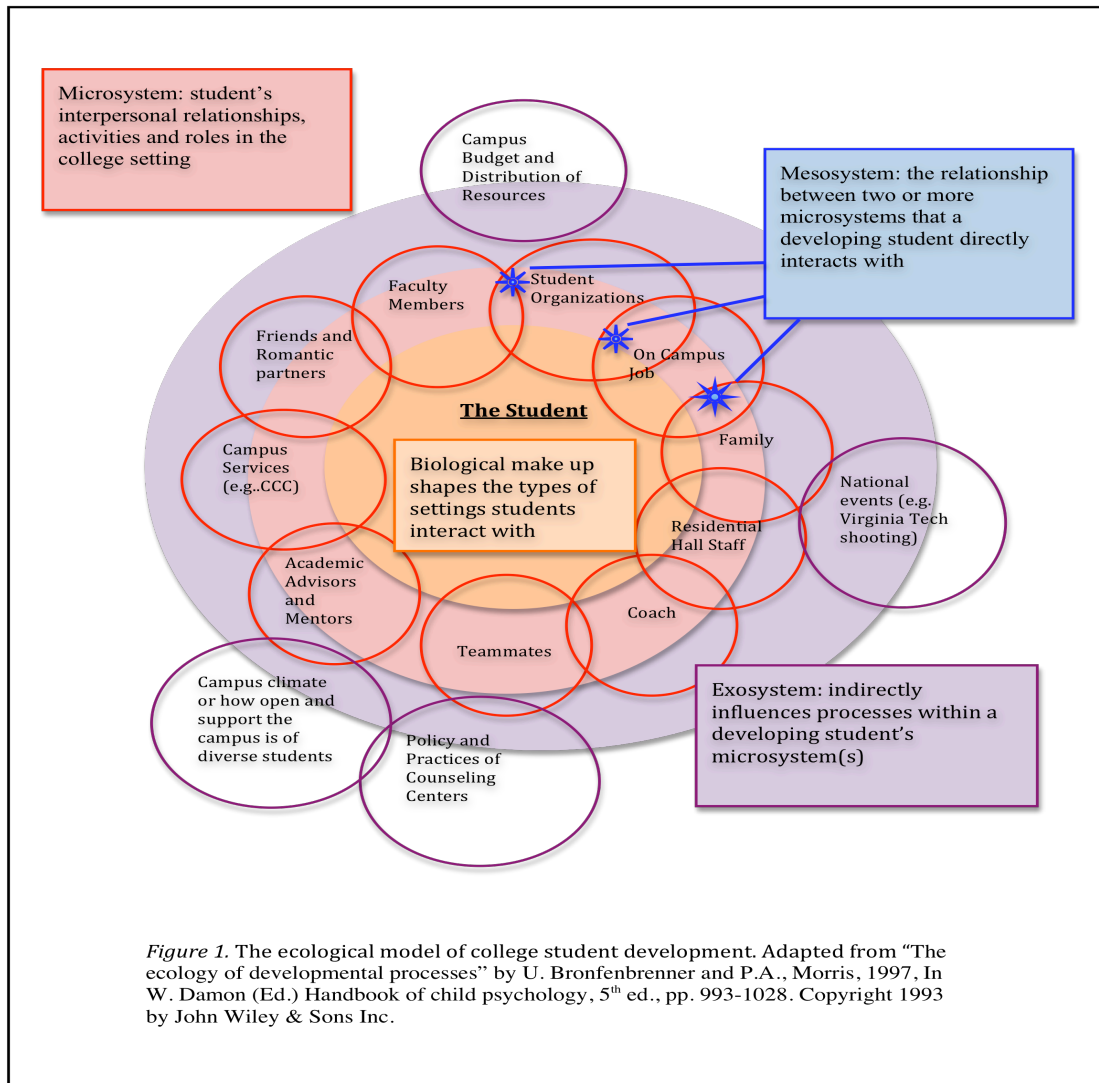 Microsystem: student's
interpersonal relationships,
activities and roles in the
college setting
Campus
Budget and
Distribution of
Resources
Mesosystem: the relationship
between two or more
microsystems that a
developing student directly
interacts with
Faculty
Members
Student
Organizations
Friends and
Romantic
partners
On Campus
Job
The Student
Family
Campus
Services
(e.g..CCC)
Biological make up
shapes the types of
settings students
interact with
National
events (e.g.
Virginia Tech
shooting)
Residential
Hall Staff
Academic
Advisors
and
Mentors
Coach
Teammates
Campus climate
or how open and
support the
campus is of
diverse students
Policy and
Practices of
Counseling
Centers
Exosystem: indirectly
influences processes within a
developing student's
microsystem(s)
Figure 1. The ecological model of college student development. Adapted from "The
ecology of developmental processes" by U. Bronfenbrenner and P.A., Morris, 1997, In
W. Damon (Ed.) Handbook of child psychology, 5th ed., pp. 993-1028. Copyright 1993
by John Wiley & Sons Inc.